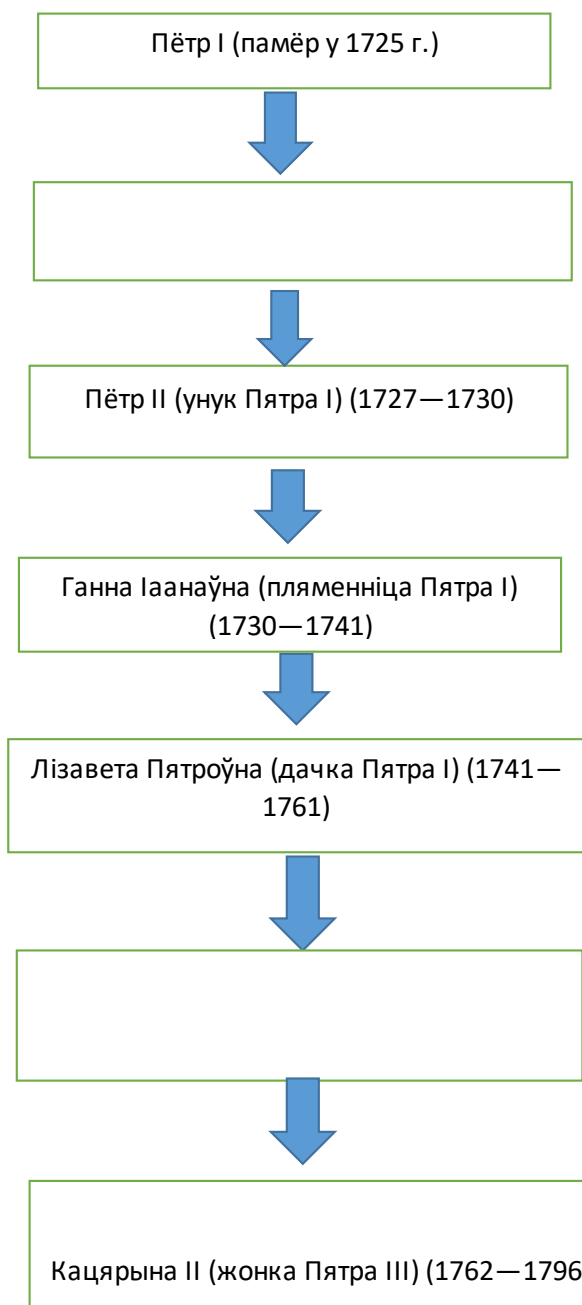 Пётр I (памёр у 1725 г.)
Пётр II (унук Пятра I) (1727—1730)
Ганна Іаанаўна (пляменніца Пятра I)
(1730—1741)
Лізавета Пятроўна (дачка Пятра I) (1741—
1761)
Кацярына II (жонка Пятра III) (1762—1796